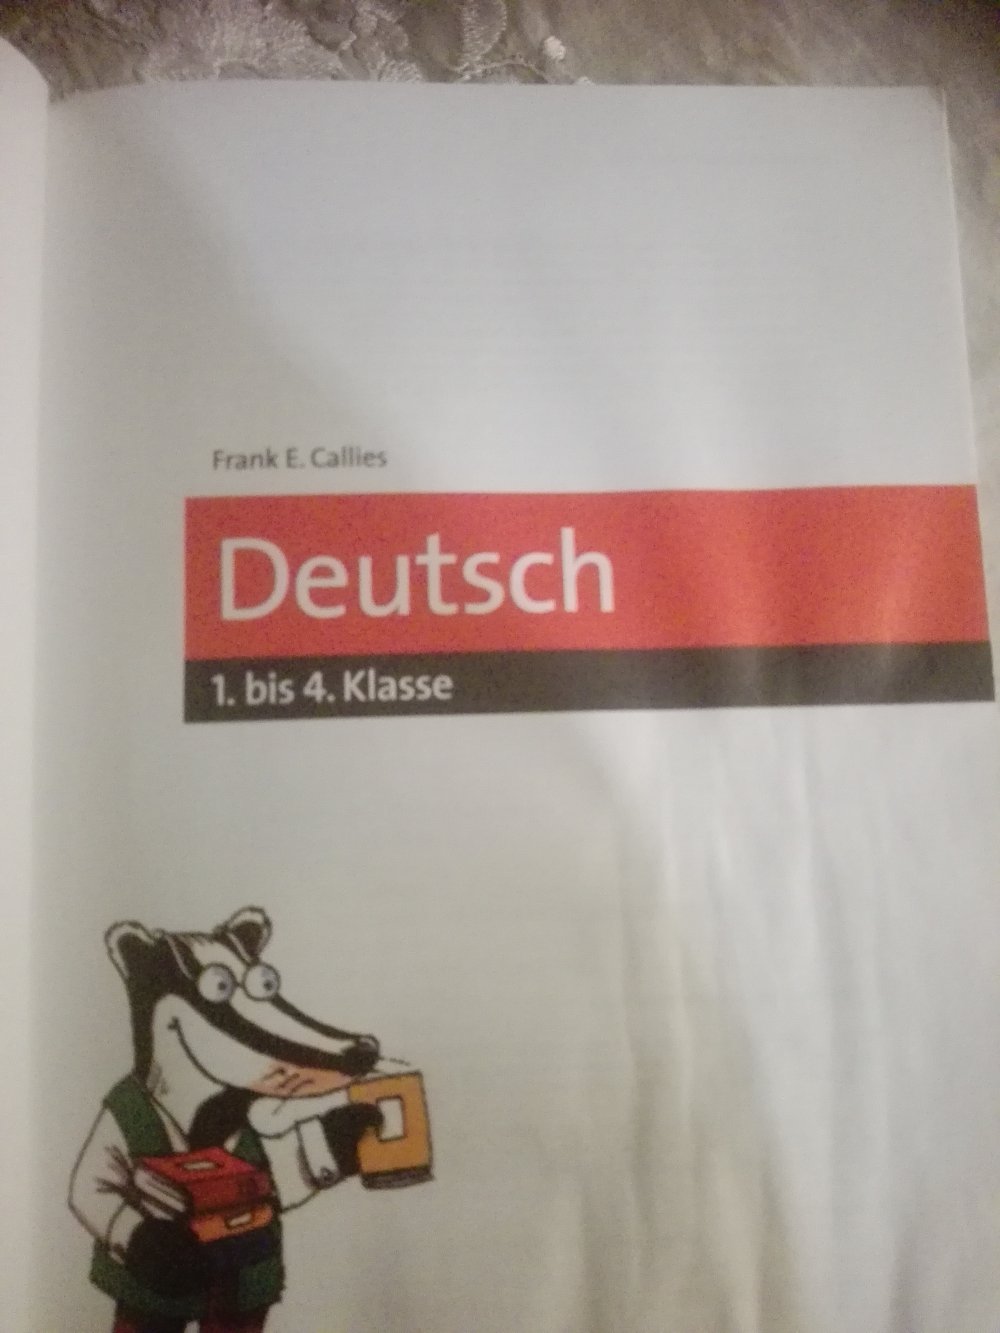 Frank E. Callies
Deutsch
1. bis 4. Klasse